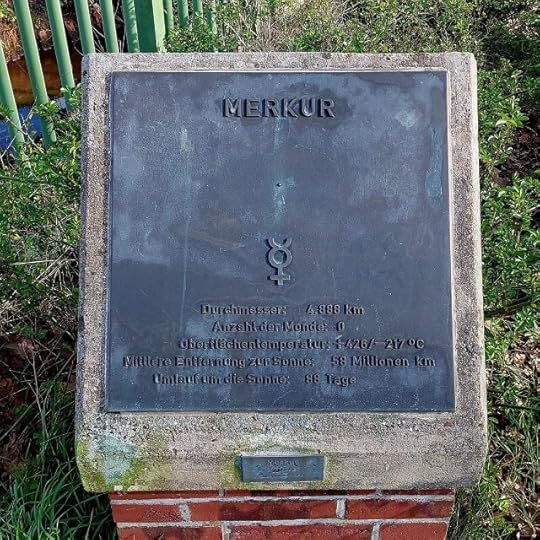 MERKUR
Durchmesser: 4.888 km
Anzahl der Monde: 0
Oberflächentemperatur: +426/-217 °C
Mittlere Entfernung zur Sonne: 58 Millionen km
Umlauf um die Sonne: 88 Tage